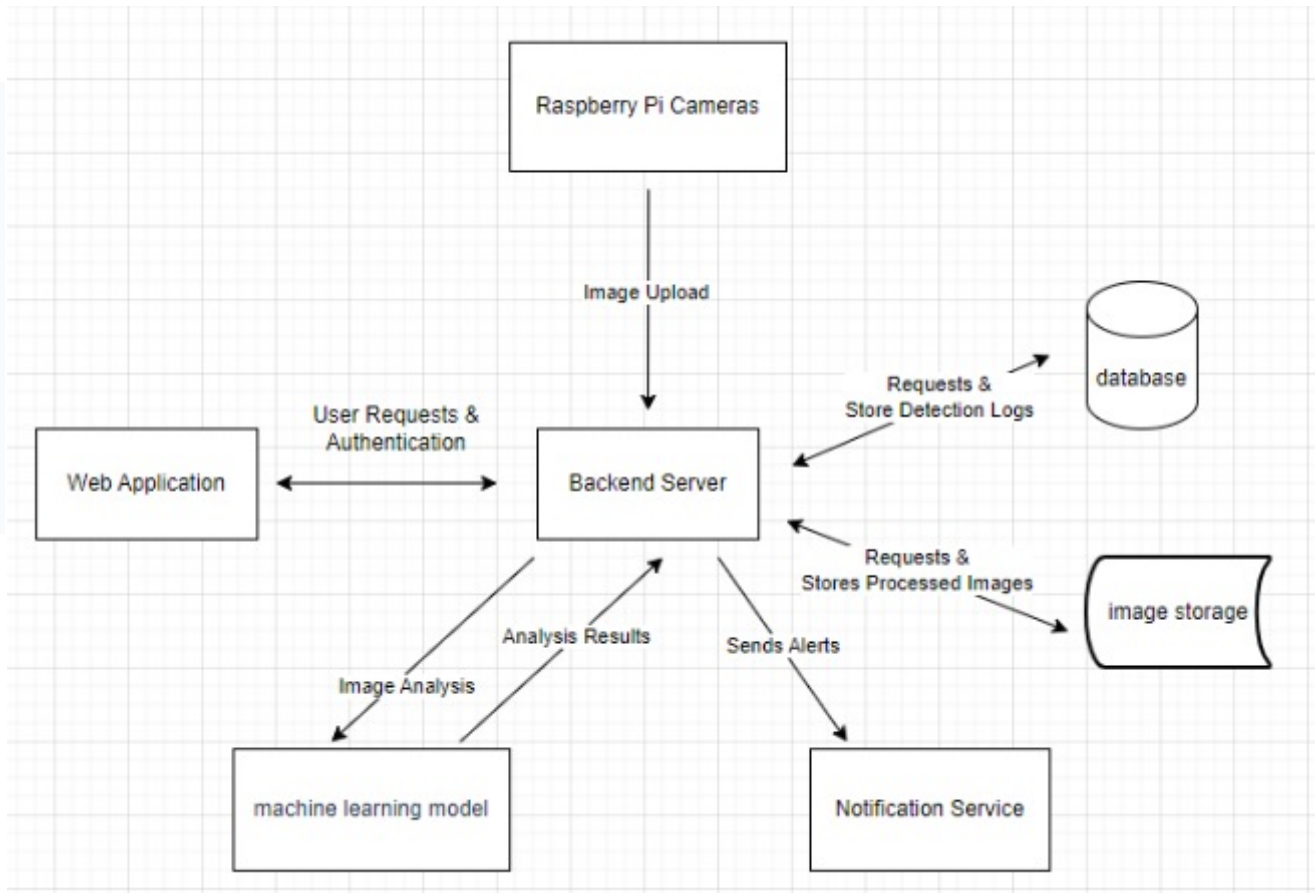 Raspberry Pi Cameras
Image Upload
Requests &
Store Detection Logs
database
User Requests &
Authentication
Web Application
Backend Server
Requests &
Stores Processed Images
image storage
Analysis Results
Sends Alerts
Image Analysis
machine learning model
Notification Service